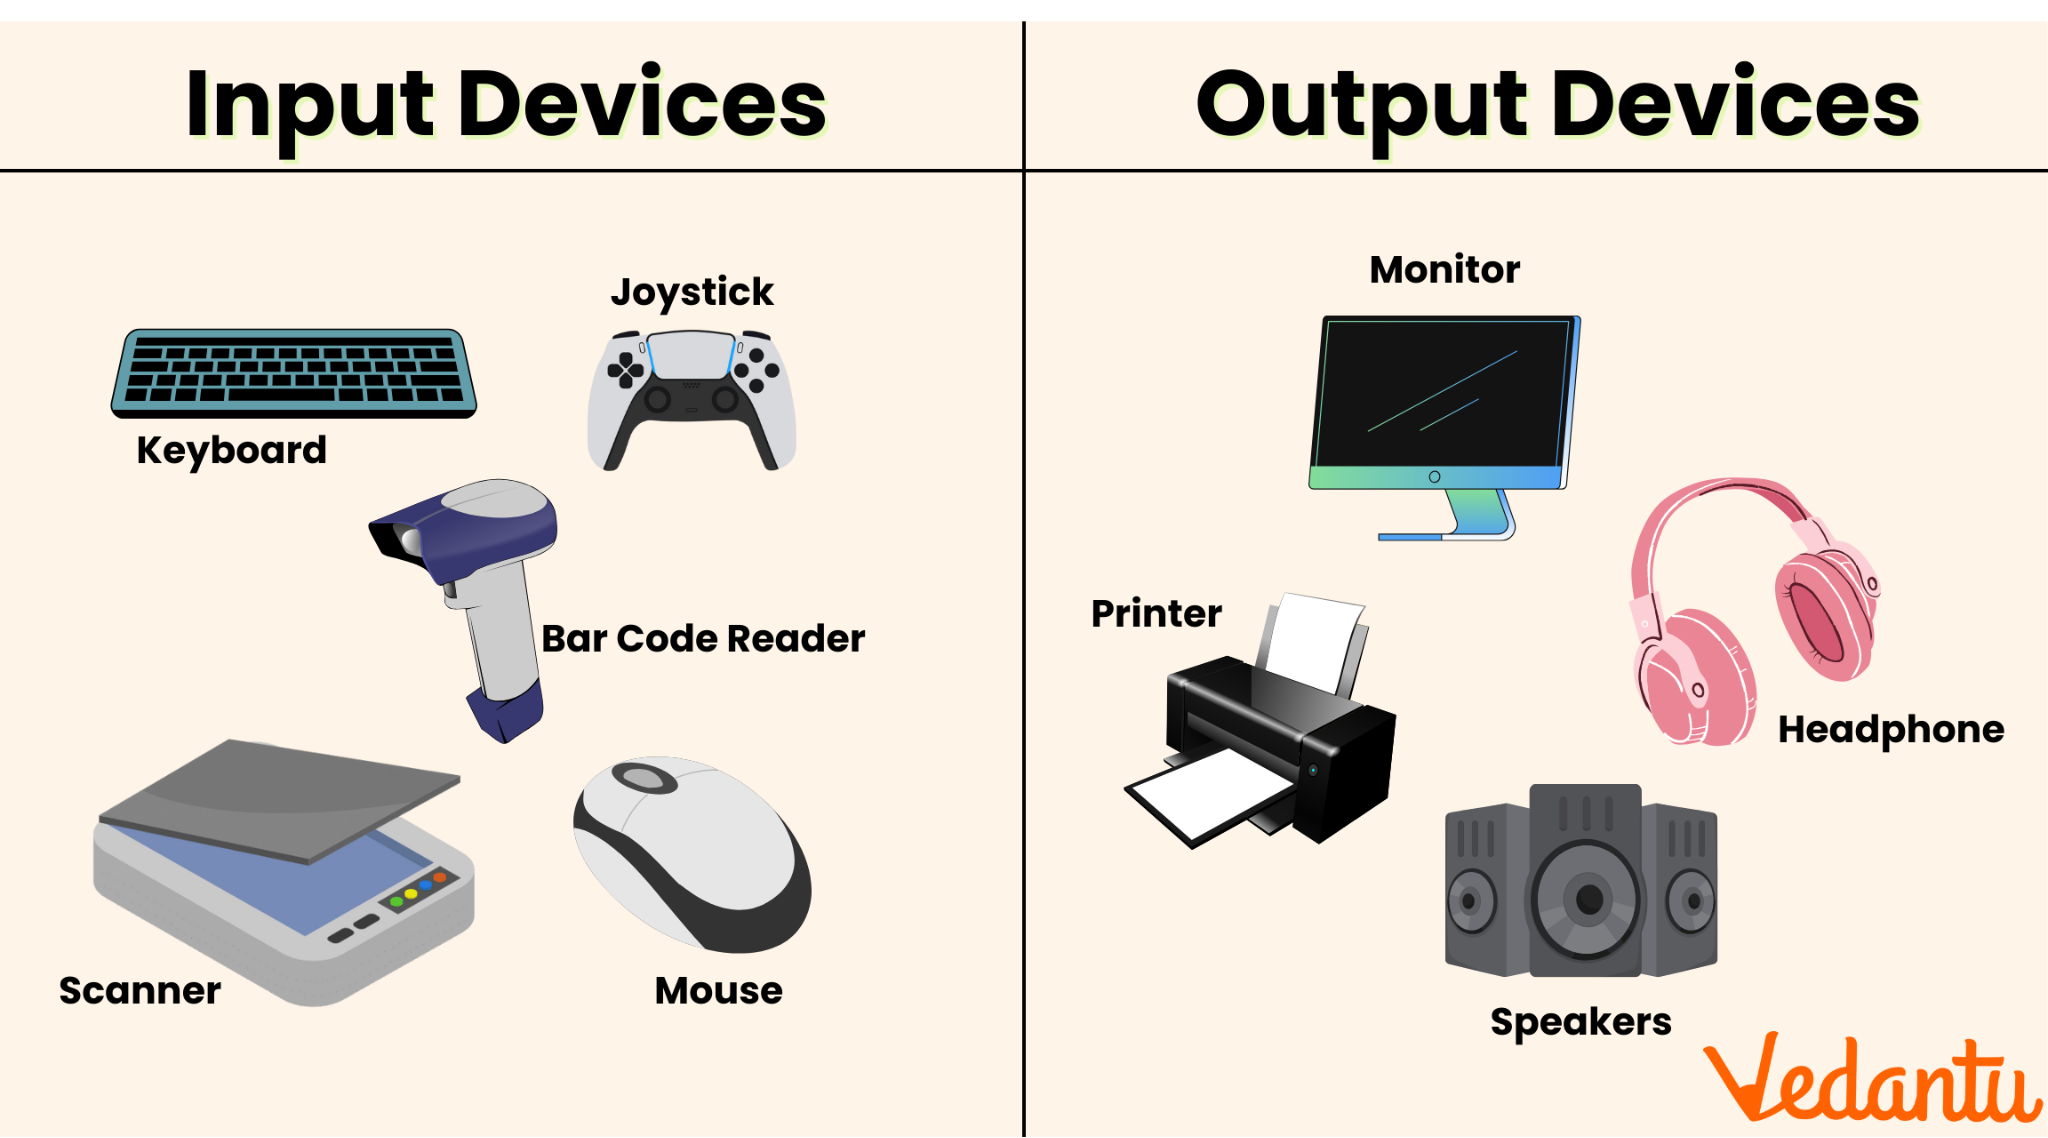 Input Devices
Output Devices
Joystick
Keyboard
Bar Code Reader
Scanner
Mouse
Monitor
Printer
Headphone
Speakers
Vedantu